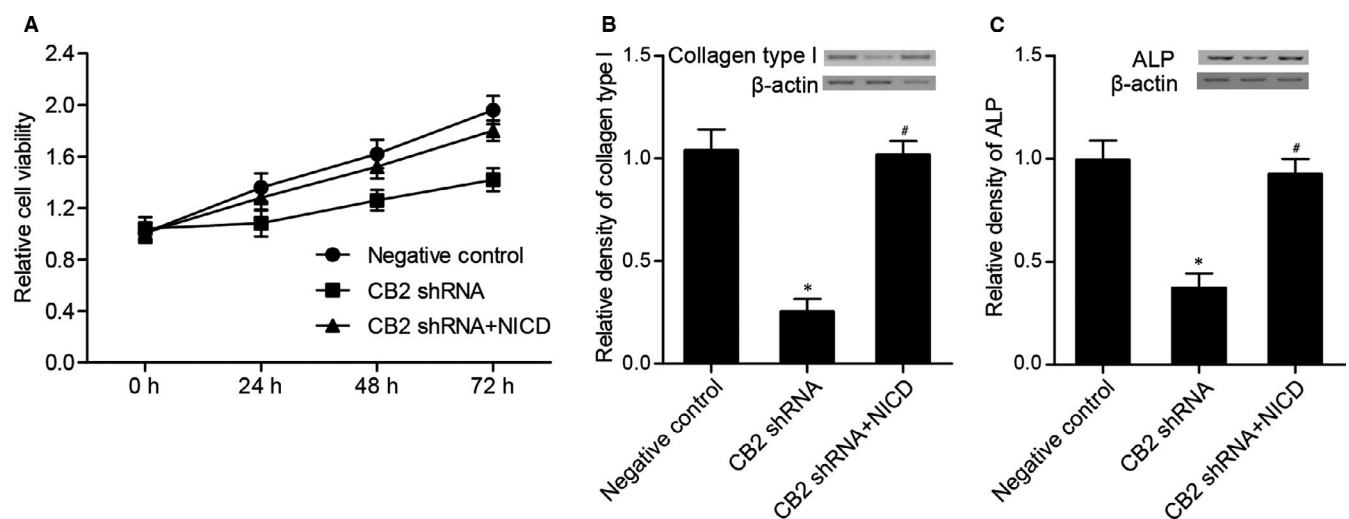 A
Relative cell viability
2.4
2.0
1.6
1.2
0.8
0.4
0.0
0 h
24 h
48 h
72 h
Negative control
CB2 shRNA
CB2 shRNA+NICD
B
Relative density of collagen type I
1.5
1.0
0.5
0.0
Collagen type I
β-actin
*
#
Negative control
CB2 shRNA
CB2 shRNA+NICD
C
Relative density of ALP
1.5
1.0
0.5
0.0
ALP
β-actin
*
#
Negative control
CB2 shRNA
CB2 shRNA+NICD